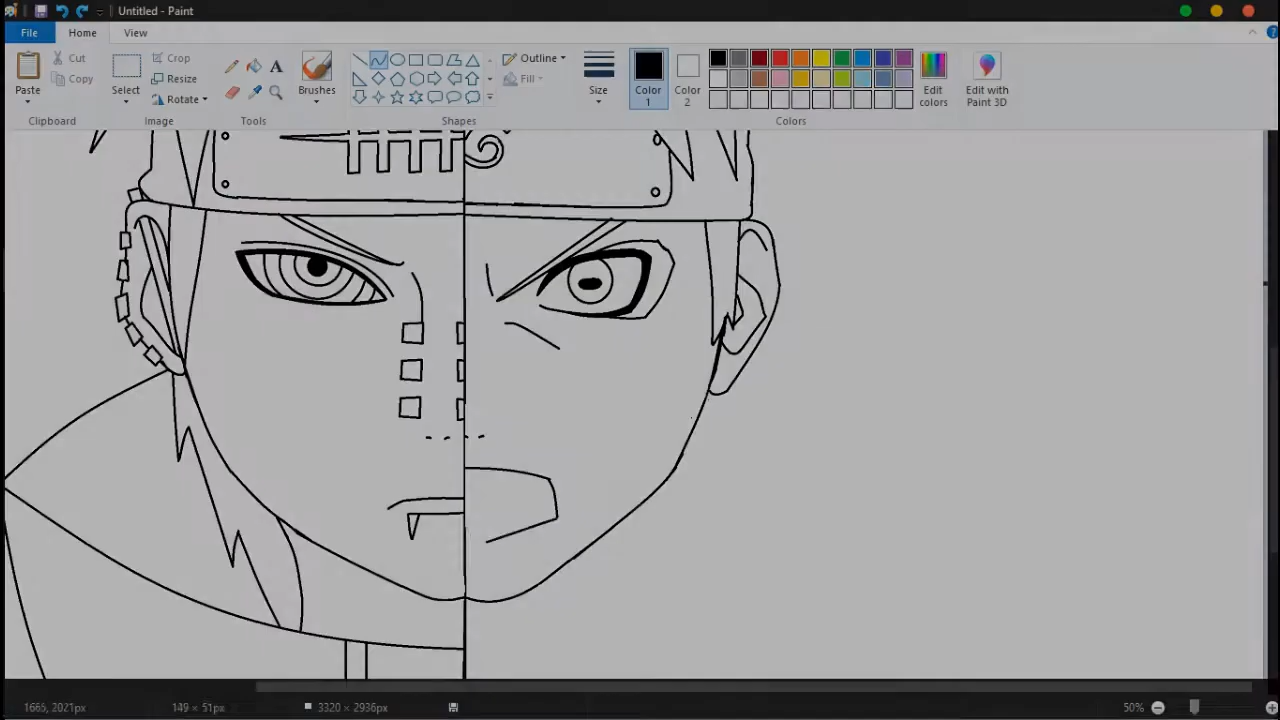 Untitled - Paint
File Home View
Paste Cut Copy
Select Crop Resize Rotate
Brushes
Outline Fill
Size
Color 1
Color 2
Edit colors
Edit with Paint 3D
Clipboard Image Tools Shapes Colors
1665, 2021px 149 × 51px 3320 × 2936px 50%